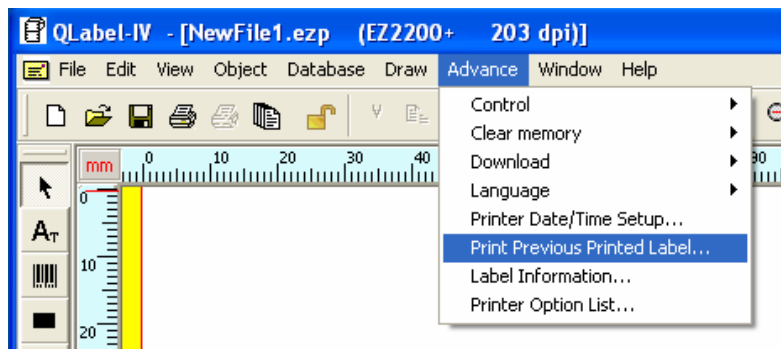 QLabel-IV - [NewFile1.ezp (EZ2200+ 203 dpi)]
File Edit View Object Database Draw Advance Window Help
Control
Clear memory
Download
Language
Printer Date/Time Setup...
Print Previous Printed Label...
Label Information...
Printer Option List...
mm 0 10 20 30 40 90
0
AT
10
20